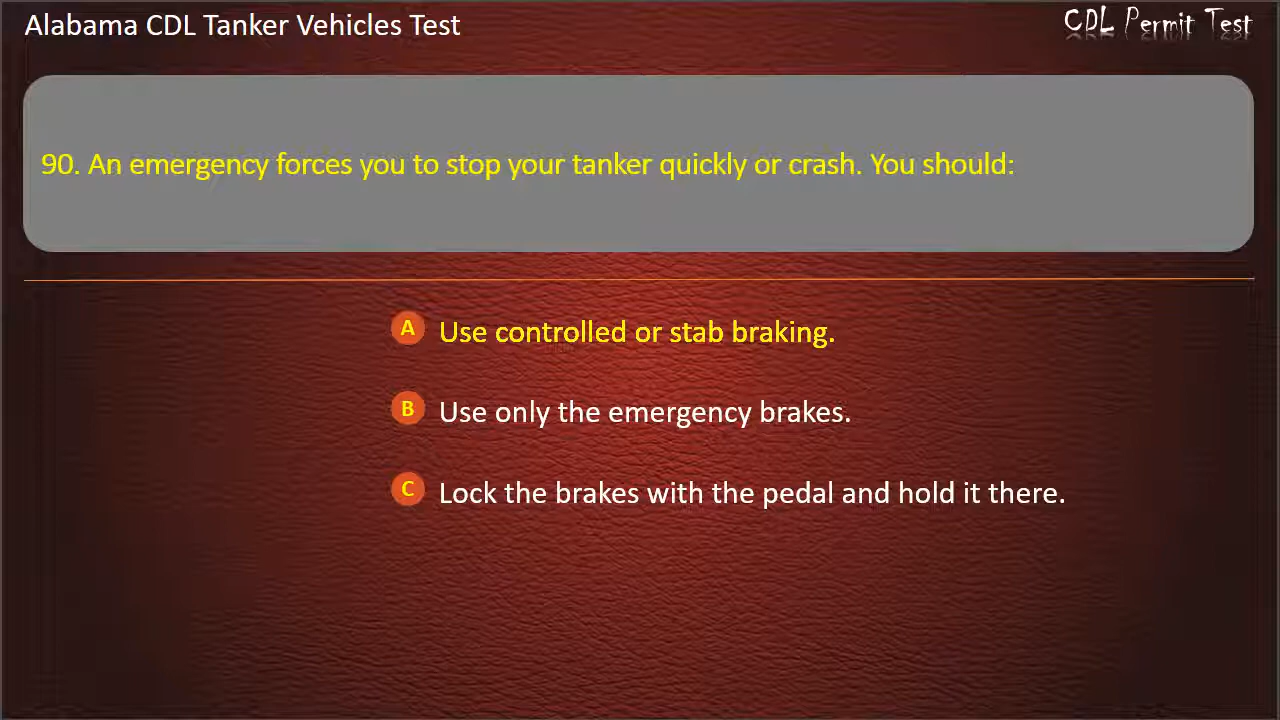 Alabama CDL Tanker Vehicles Test
CDL Permit Test
90. An emergency forces you to stop your tanker quickly or crash. You should:
A Use controlled or stab braking.
B Use only the emergency brakes.
C Lock the brakes with the pedal and hold it there.